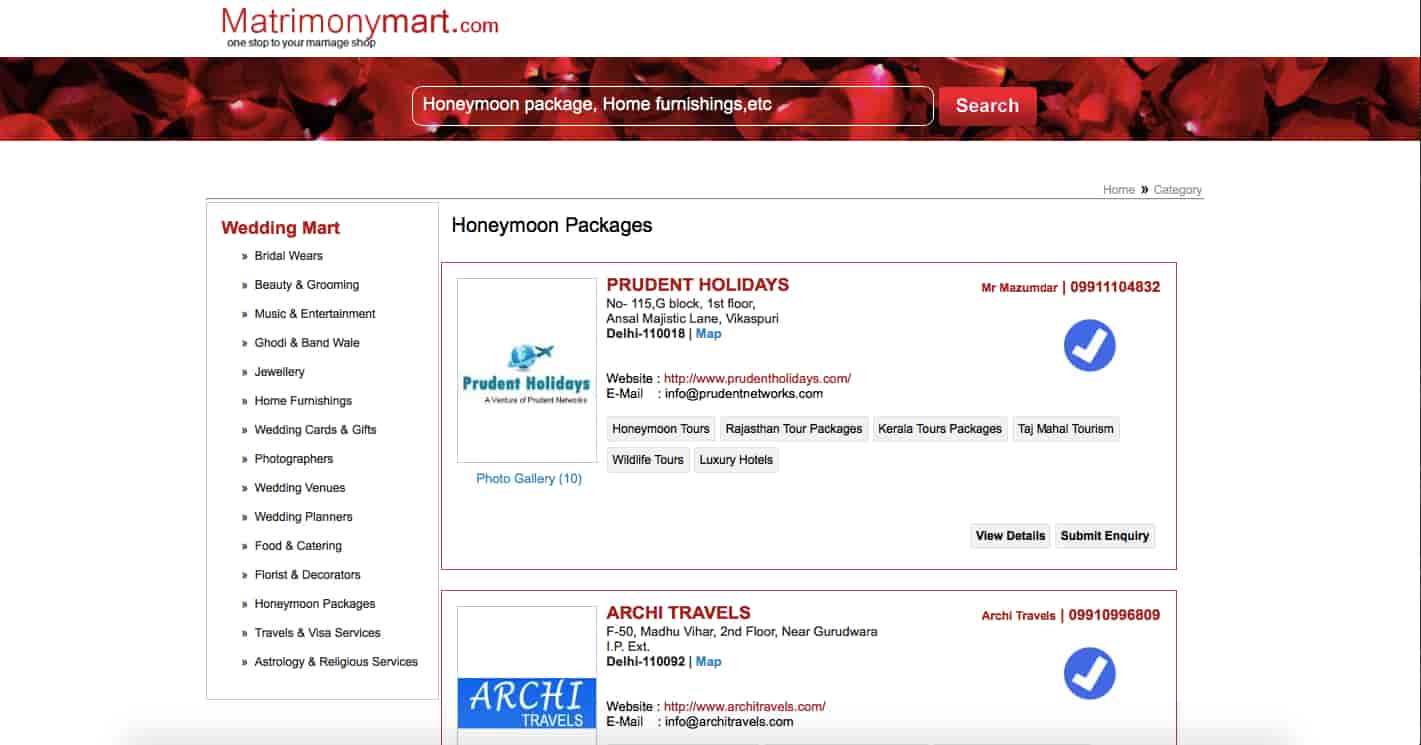 Matrimonymart.com
one stop to your marriage shop
Honeymoon package, Home furnishings,etc
Search
Home » Category
Wedding Mart
» Bridal Wears
» Beauty & Grooming
» Music & Entertainment
» Ghodi & Band Wale
» Jewellery
» Home Furnishings
» Wedding Cards & Gifts
» Photographers
» Wedding Venues
» Wedding Planners
» Food & Catering
» Florist & Decorators
» Honeymoon Packages
» Travels & Visa Services
» Astrology & Religious Services
Honeymoon Packages
Prudent Holidays
A Venture of Prudent Networks
Photo Gallery (10)
PRUDENT HOLIDAYS
Mr Mazumdar | 09911104832
No- 115,G block, 1st floor,
Ansal Majistic Lane, Vikaspuri
Delhi-110018 | Map
Website : http://www.prudentholidays.com/
E-Mail : info@prudentnetworks.com
Honeymoon Tours Rajasthan Tour Packages Kerala Tours Packages Taj Mahal Tourism
Wildlife Tours Luxury Hotels
View Details Submit Enquiry
ARCHI
TRAVELS
ARCHI TRAVELS
Archi Travels | 09910996809
F-50, Madhu Vihar, 2nd Floor, Near Gurudwara
I.P. Ext.
Delhi-110092 | Map
Website : http://www.architravels.com/
E-Mail : info@architravels.com